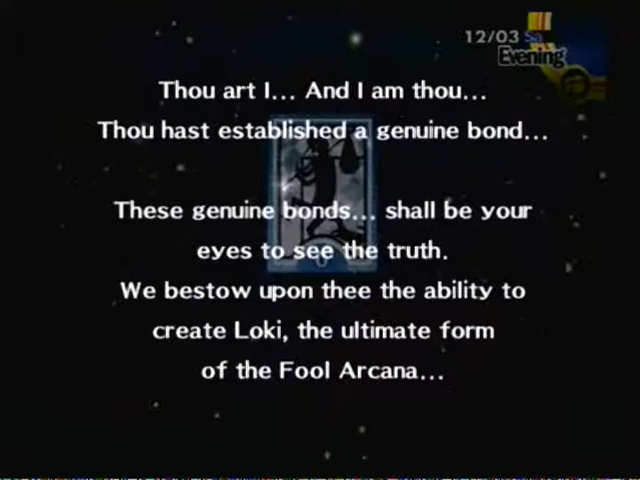 12/03 Sa
Evening
Thou art I... And I am thou...
Thou hast established a genuine bond...
These genuine bonds... shall be your
eyes to see the truth.
We bestow upon thee the ability to
create Loki, the ultimate form
of the Fool Arcana...
0